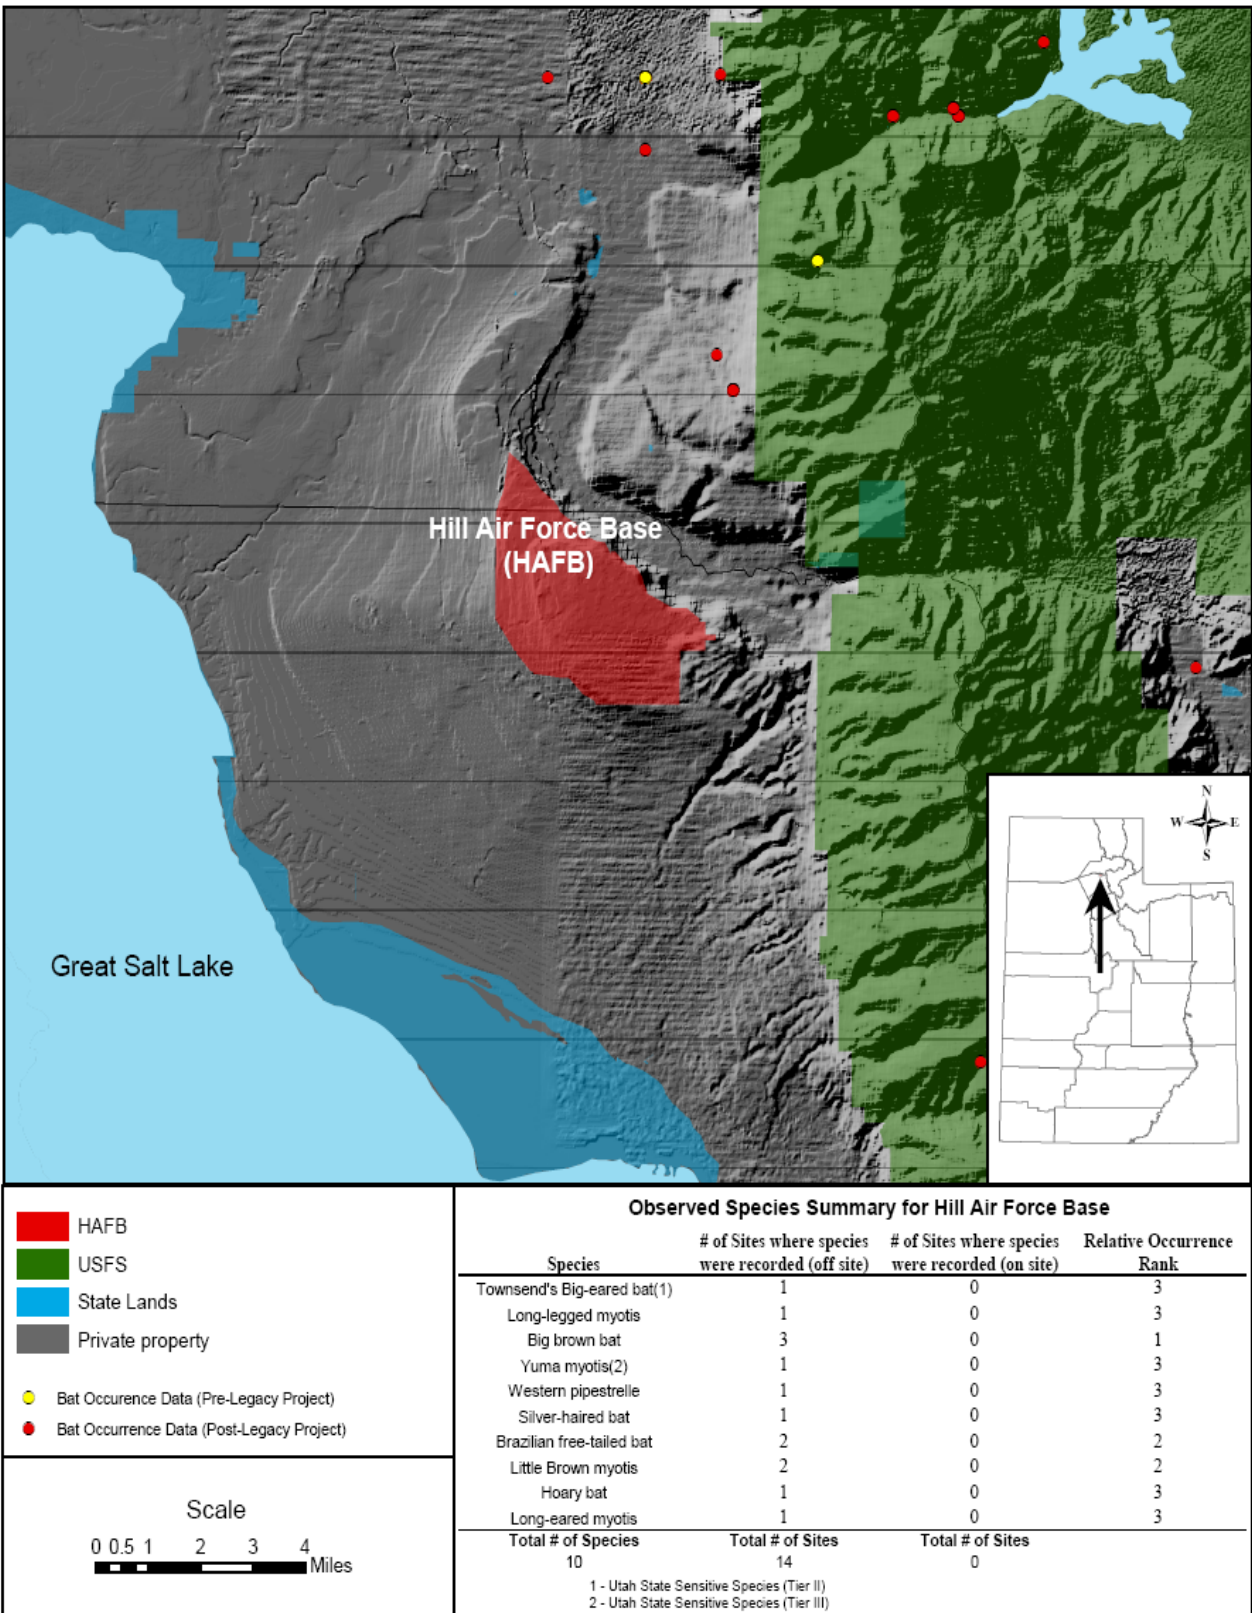 Hill Air Force Base
(HAFB)
Great Salt Lake
N
W E
S
HAFB
USFS
State Lands
Private property
Bat Occurence Data (Pre-Legacy Project)
Bat Occurrence Data (Post-Legacy Project)
Scale
0 0.5 1 2 3 4
Miles
Observed Species Summary for Hill Air Force Base
# of Sites where species # of Sites where species Relative Occurrence
Species were recorded (off site) were recorded (on site) Rank
Townsend's Big-eared bat(1) 1 0 3
Long-legged myotis 1 0 3
Big brown bat 3 0 1
Yuma myotis(2) 1 0 3
Western pipestrelle 1 0 3
Silver-haired bat 1 0 3
Brazilian free-tailed bat 2 0 2
Little Brown myotis 2 0 2
Hoary bat 1 0 3
Long-eared myotis 1 0 3
Total # of Species Total # of Sites Total # of Sites
10 14 0
1 - Utah State Sensitive Species (Tier II)
2 - Utah State Sensitive Species (Tier III)